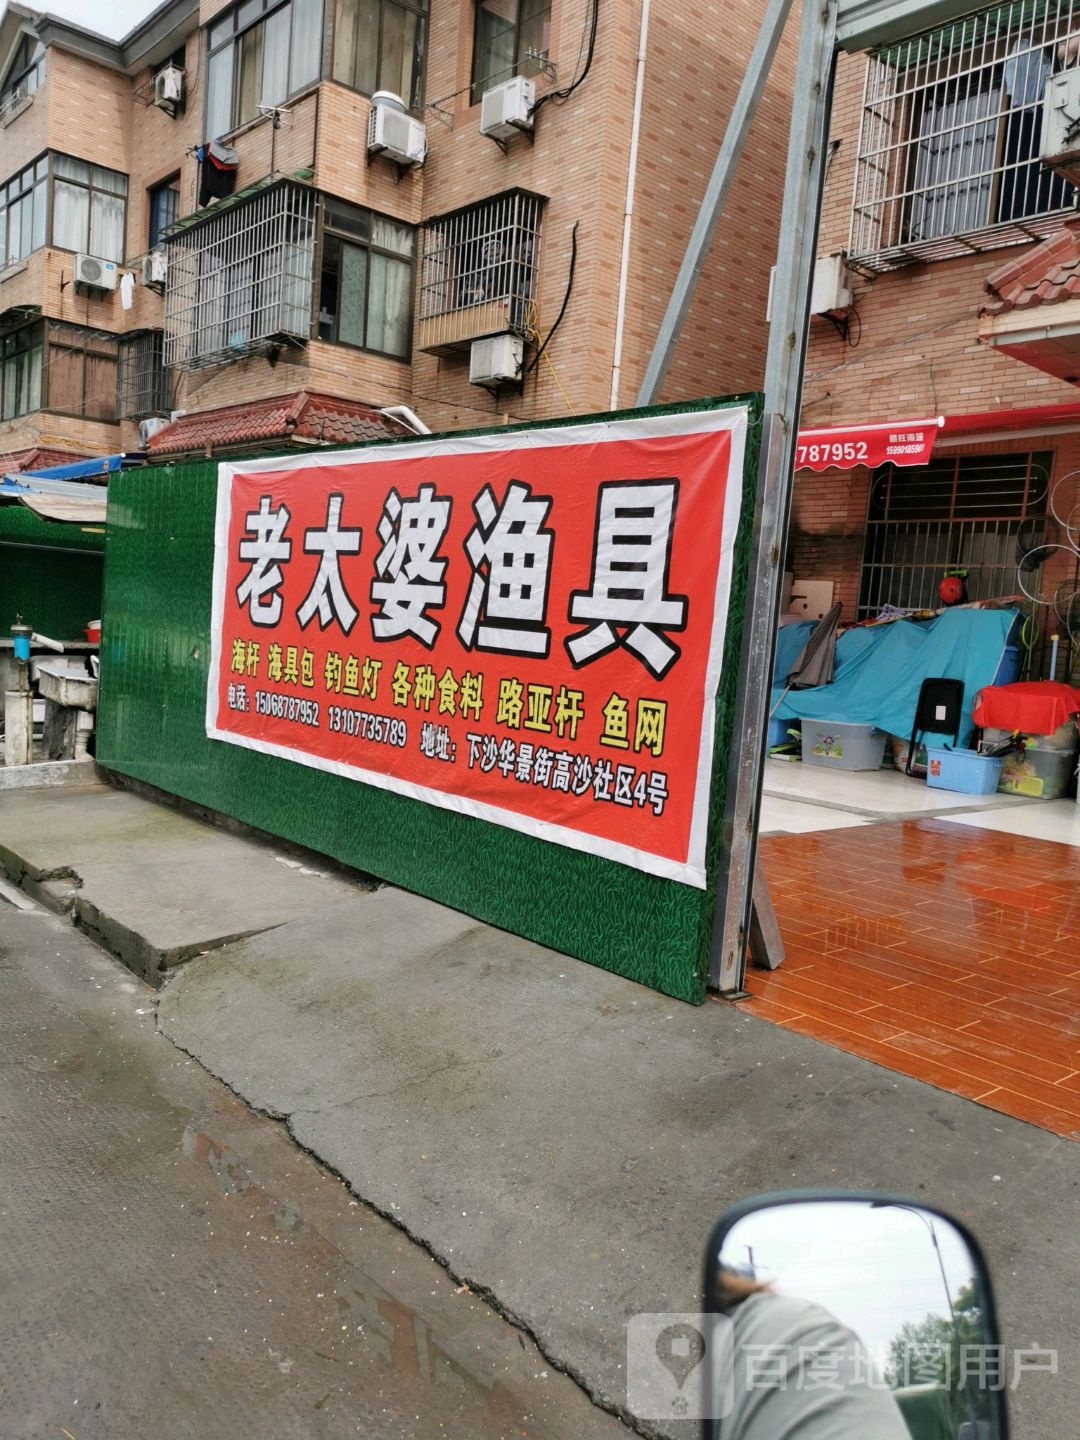 老太婆渔具
海杆 海具包 钓鱼灯 各种食料 路亚杆 鱼网
电话：15068787952 13107735789 地址：下沙华景街高沙社区4号
787952
15990185961
百度地图用户